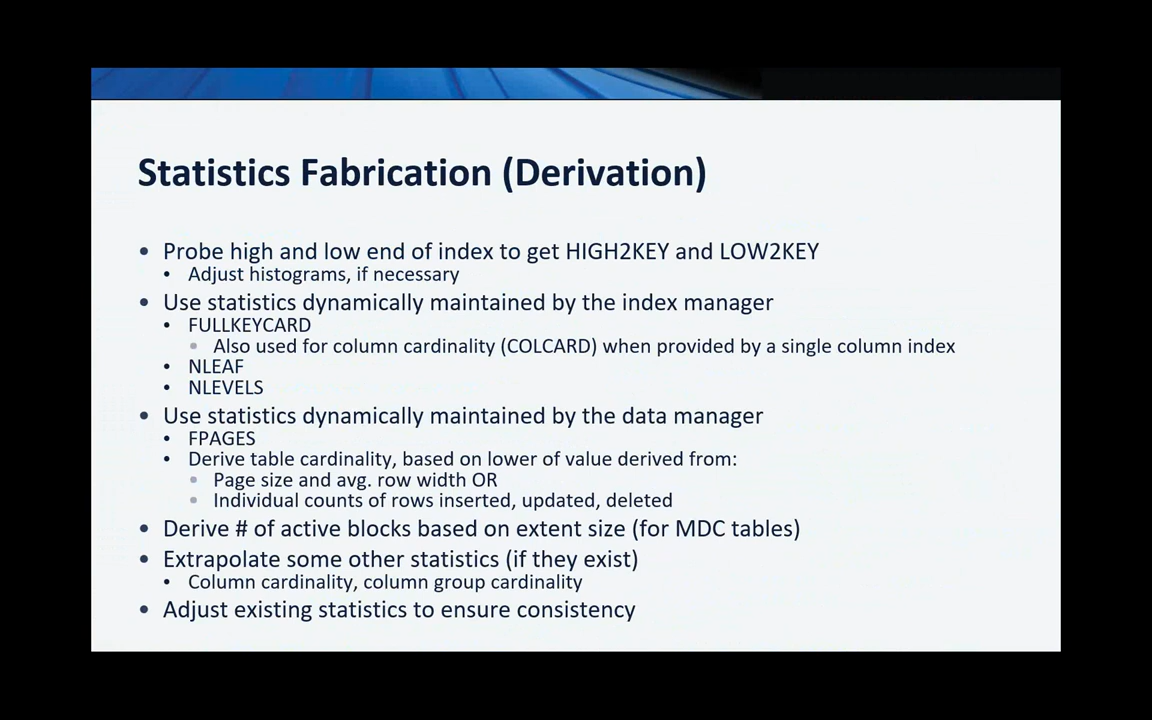 Statistics Fabrication (Derivation)
• Probe high and low end of index to get HIGH2KEY and LOW2KEY
• Adjust histograms, if necessary
• Use statistics dynamically maintained by the index manager
• FULLKEYCARD
• Also used for column cardinality (COLCARD) when provided by a single column index
• NLEAF
• NLEVELS
• Use statistics dynamically maintained by the data manager
• FPAGES
• Derive table cardinality, based on lower of value derived from:
• Page size and avg. row width OR
• Individual counts of rows inserted, updated, deleted
• Derive # of active blocks based on extent size (for MDC tables)
• Extrapolate some other statistics (if they exist)
• Column cardinality, column group cardinality
• Adjust existing statistics to ensure consistency